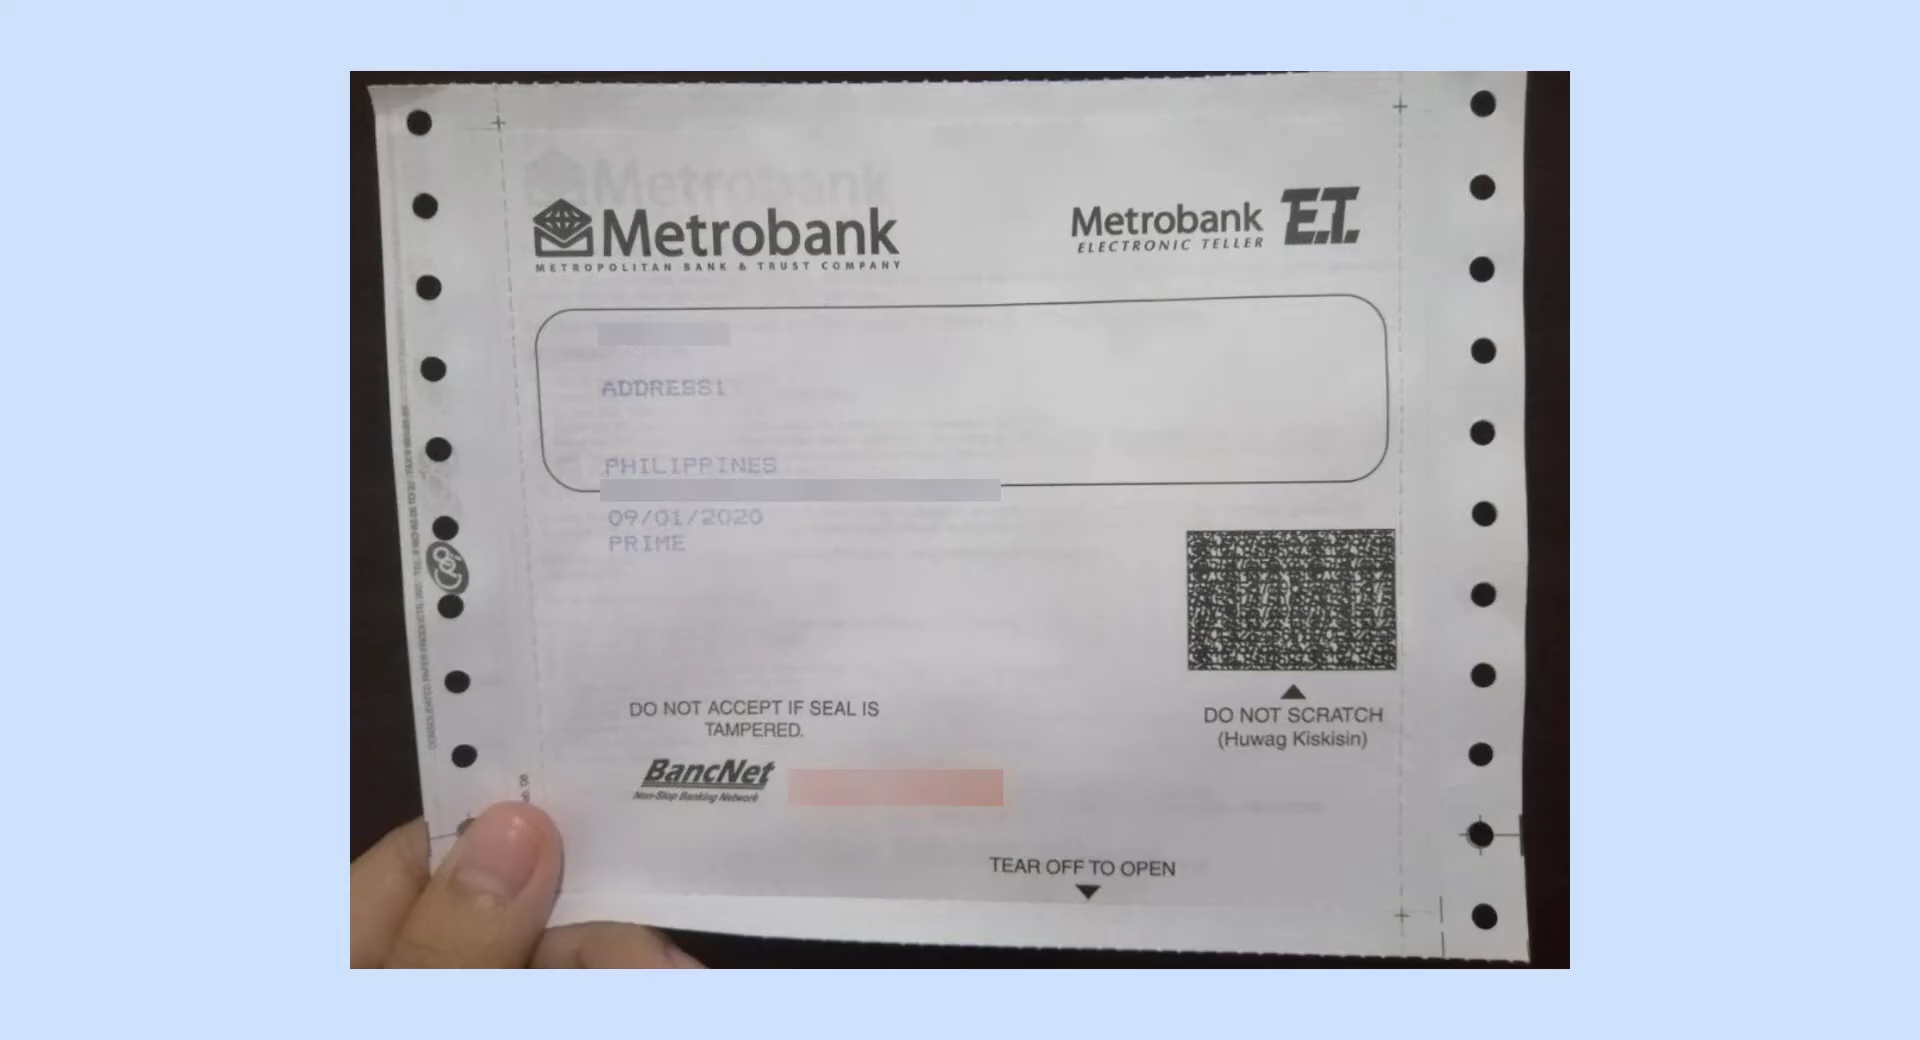 Metrobank
METROPOLITAN BANK & TRUST COMPANY
Metrobank E.T.
ELECTRONIC TELLER
ADDRESS1
PHILIPPINES
09/01/2020
PRIME
DO NOT ACCEPT IF SEAL IS
TAMPERED.
BancNet
Non-Stop Banking Network
DO NOT SCRATCH
(Huwag Kiskisin)
TEAR OFF TO OPEN